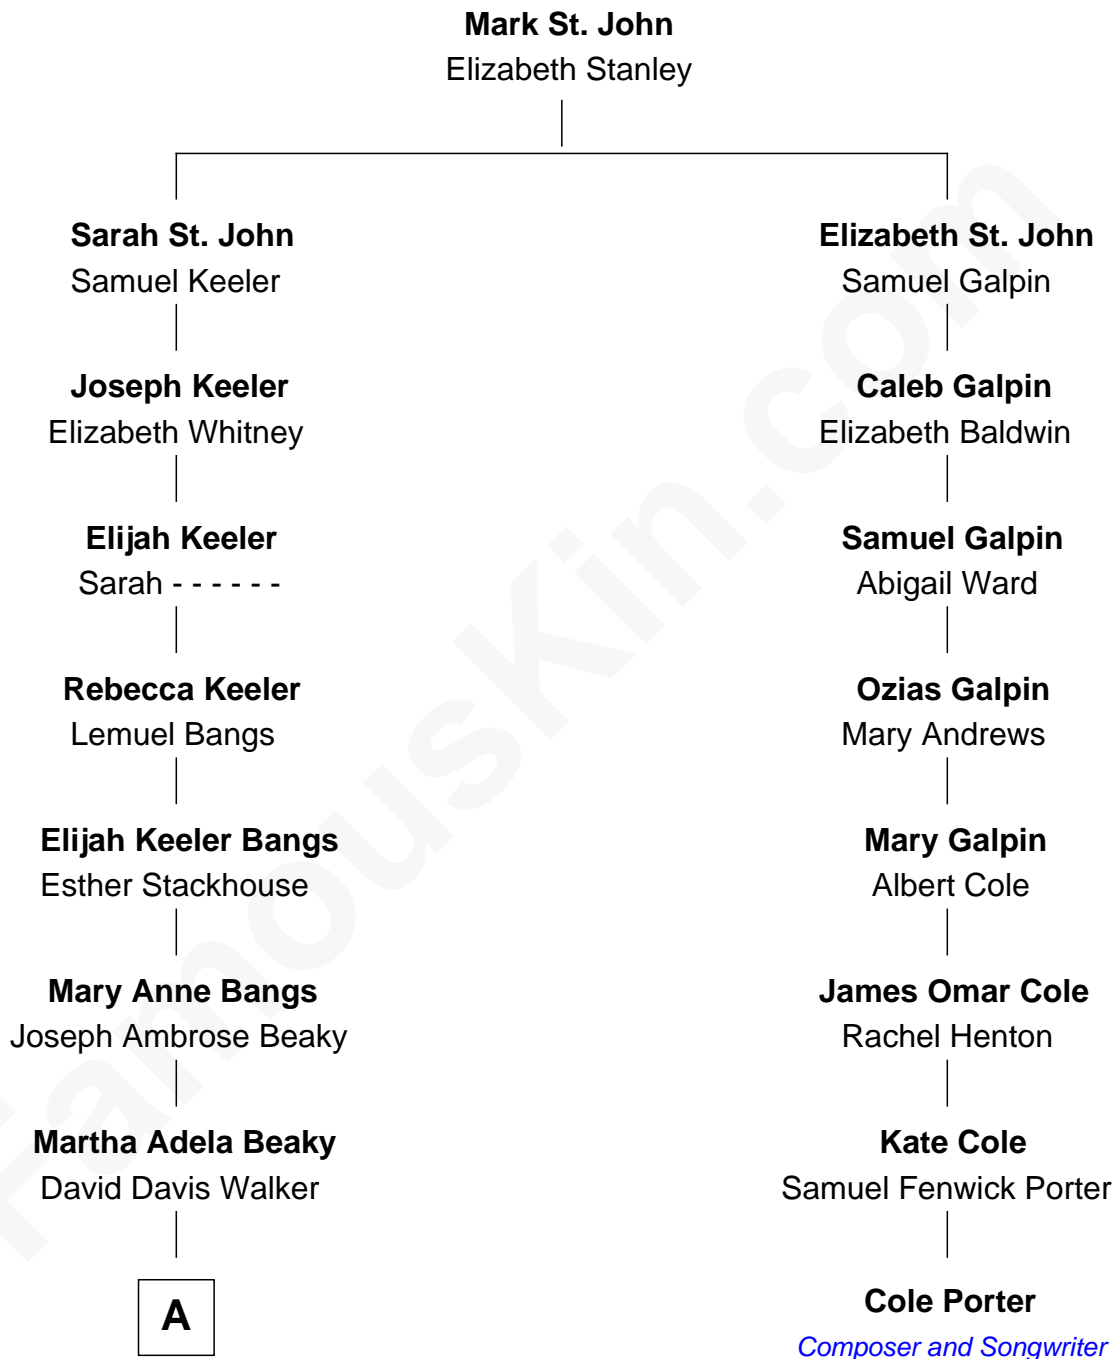 Mark St. John
Elizabeth Stanley
Sarah St. John
Samuel Keeler
Elizabeth St. John
Samuel Galpin
Joseph Keeler
Elizabeth Whitney
Caleb Galpin
Elizabeth Baldwin
Elijah Keeler
Sarah - - - - - -
Samuel Galpin
Abigail Ward
Rebecca Keeler
Lemuel Bangs
Ozias Galpin
Mary Andrews
Elijah Keeler Bangs
Esther Stackhouse
Mary Galpin
Albert Cole
Mary Anne Bangs
Joseph Ambrose Beaky
James Omar Cole
Rachel Henton
Martha Adela Beaky
David Davis Walker
Kate Cole
Samuel Fenwick Porter
A
Cole Porter
Composer and Songwriter
FamousKin.com